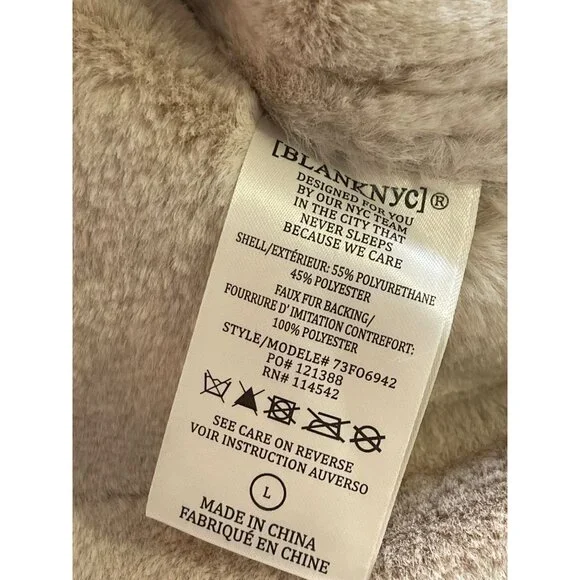 [BLANKNYC]®
DESIGNED FOR YOU
BY OUR NYC TEAM
IN THE CITY THAT
NEVER SLEEPS
BECAUSE WE CARE
SHELL/EXTÉRIEUR: 55% POLYURETHANE
45% POLYESTER
FAUX FUR BACKING/
FOURRURE D'IMITATION CONTREFORT:
100% POLYESTER
STYLE/MODELE# 73F06942
PO# 121388
RN# 114542
SEE CARE ON REVERSE
VOIR INSTRUCTION AUVERSO
L
MADE IN CHINA
FABRIQUÉ EN CHINE